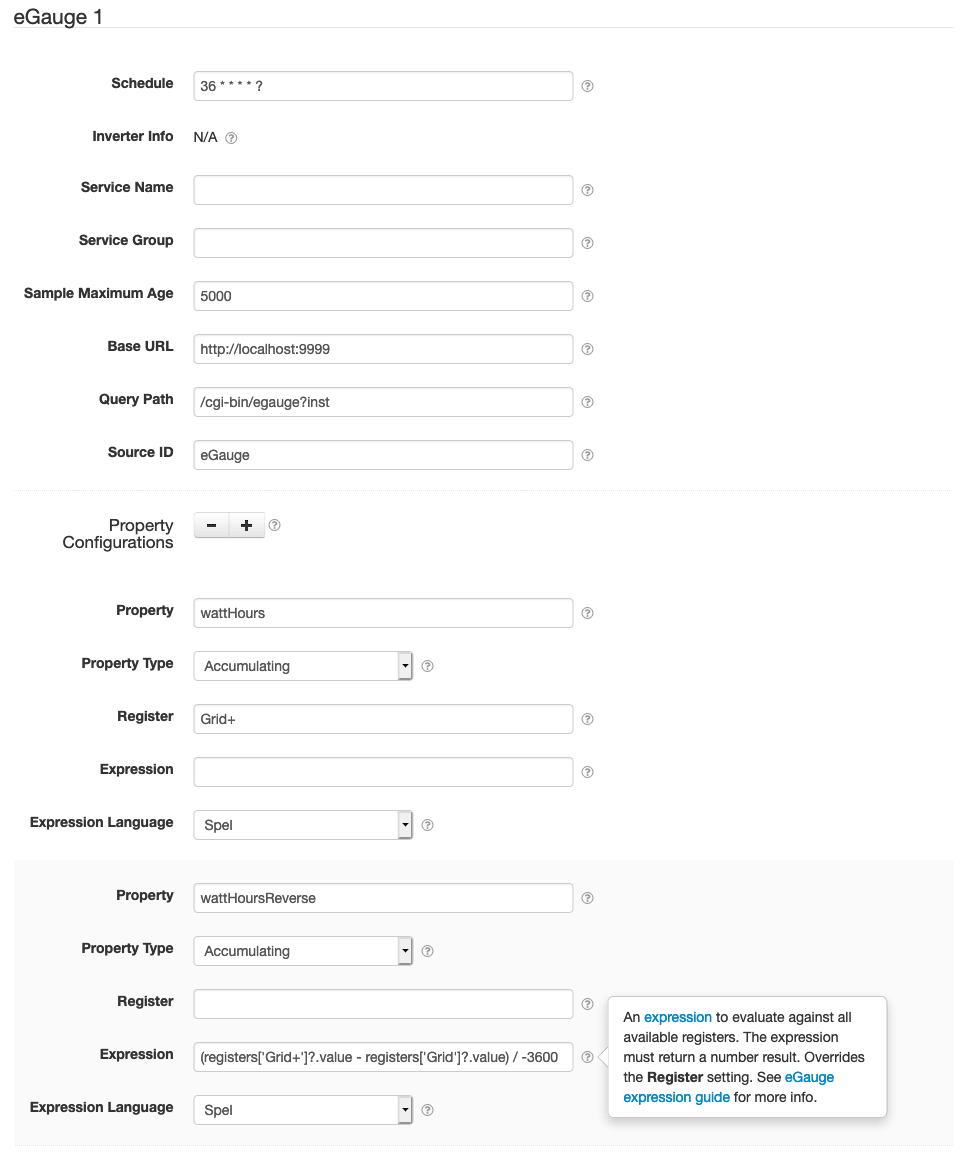 eGauge 1
Schedule
36 * * * * ?
Inverter Info
N/A
Service Name
Service Group
Sample Maximum Age
5000
Base URL
http://localhost:9999
Query Path
/cgi-bin/egauge?inst
Source ID
eGauge
Property
Configurations
Property
wattHours
Property Type
Accumulating
Register
Grid+
Expression
Expression Language
Spel
Property
wattHoursReverse
Property Type
Accumulating
Register
Expression
(registers['Grid+']?.value - registers['Grid']?.value) / -3600
Expression Language
Spel
An expression to evaluate against all
available registers. The expression
must return a number result. Overrides
the Register setting. See eGauge
expression guide for more info.